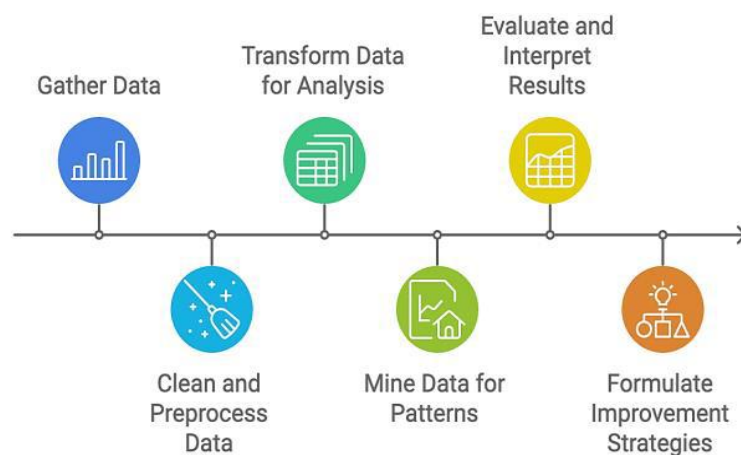 Gather Data
Clean and
Preprocess
Data
Transform Data
for Analysis
Mine Data for
Patterns
Evaluate and
Interpret
Results
Formulate
Improvement
Strategies